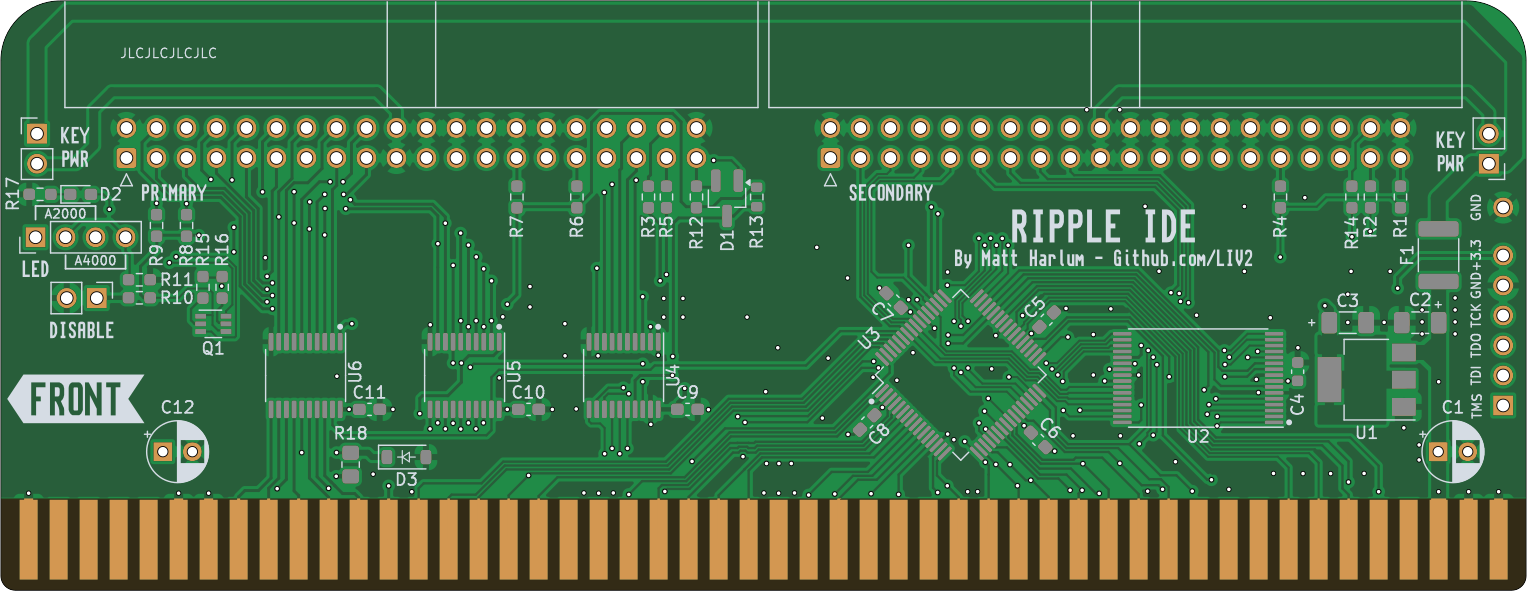 JLCJLCJLCJLC
KEY
PWR
KEY
PWR
R17
D2
PRIMARY
SECONDARY
A2000
A4000
LED
R9
R8
R15
R16
R11
R10
DISABLE
Q1
R7
R6
R3
R5
R12
D1
R13
R4
R14
R2
R1
RIPPLE IDE
By Matt Harlum - Github.com/LIV2
F1
GND
+3.3
GND
TCK
TDO
TDI
TMS
C3
C2
+
+
C7
U3
C5
C8
C6
U6
U5
U4
C11
C10
C9
FRONT
C12
+
R18
D3
U2
C4
U1
C1
+